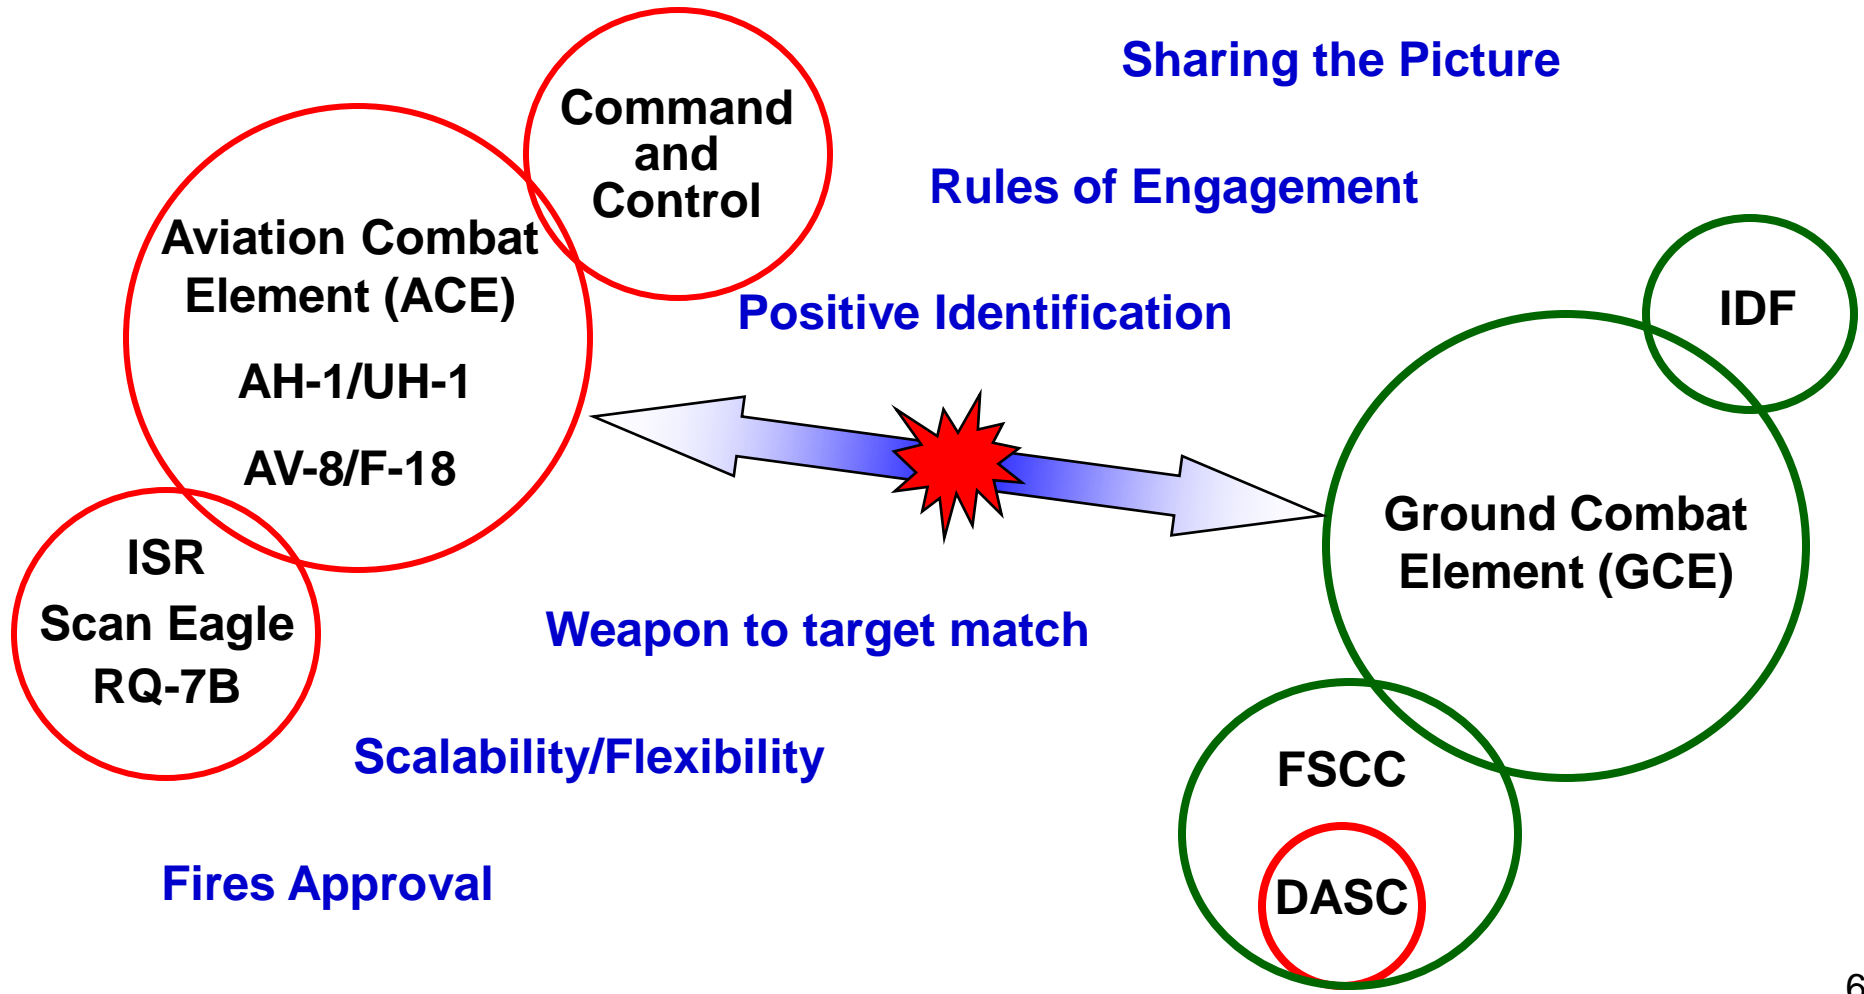 Sharing the Picture
Command
and
Control
Rules of Engagement
Aviation Combat
Element (ACE)
AH-1/UH-1
AV-8/F-18
Positive Identification
IDF
Ground Combat
Element (GCE)
ISR
Scan Eagle
RQ-7B
Weapon to target match
Scalability/Flexibility
FSCC
DASC
Fires Approval
6